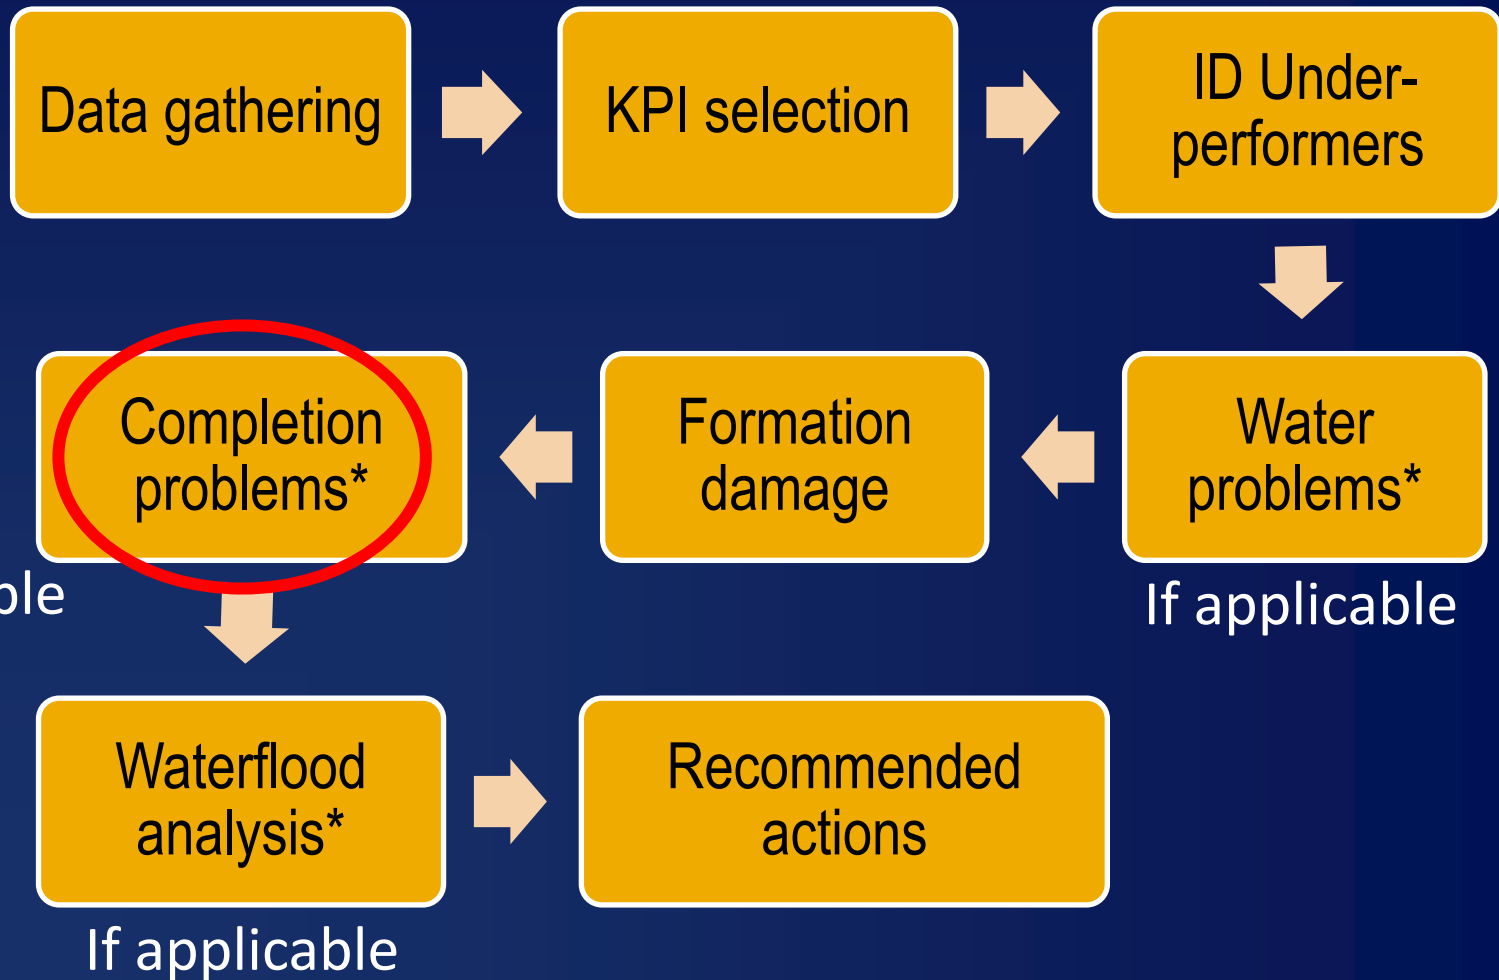 Data gathering
KPI selection
ID Under-
performers
Completion
problems*
Formation
damage
Water
problems*
ble
If applicable
Waterflood
analysis*
Recommended
actions
If applicable